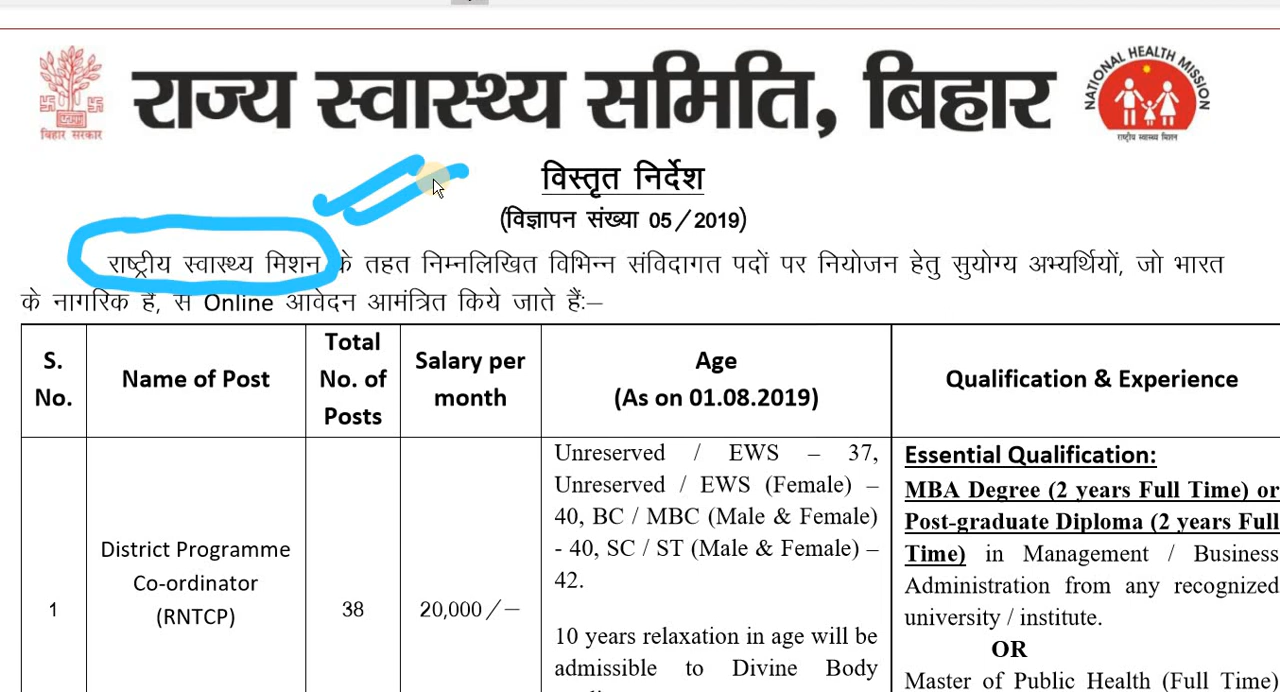 राज्य स्वास्थ्य समिति, बिहार
बिहार सरकार
NATIONAL HEALTH MISSION
राष्ट्रीय स्वास्थ्य मिशन
विस्तृत निर्देश
(विज्ञापन संख्या 05/2019)
राष्ट्रीय स्वास्थ्य मिशन के तहत निम्नलिखित विभिन्न संविदागत पदों पर नियोजन हेतु सुयोग्य अभ्यर्थियों, जो भारत
के नागरिक हैं, से Online आवेदन आमंत्रित किये जाते हैं:–
S.
No.
Name of Post
Total
No. of
Posts
Salary per
month
Age
(As on 01.08.2019)
Qualification & Experience
1
District Programme
Co-ordinator
(RNTCP)
38
20,000/–
Unreserved / EWS – 37,
Unreserved / EWS (Female) –
40, BC / MBC (Male & Female)
- 40, SC / ST (Male & Female) –
42.
10 years relaxation in age will be
admissible to Divine Body
Essential Qualification:
MBA Degree (2 years Full Time) or
Post-graduate Diploma (2 years Full
Time) in Management / Business
Administration from any recognized
university / institute.
OR
Master of Public Health (Full Time)